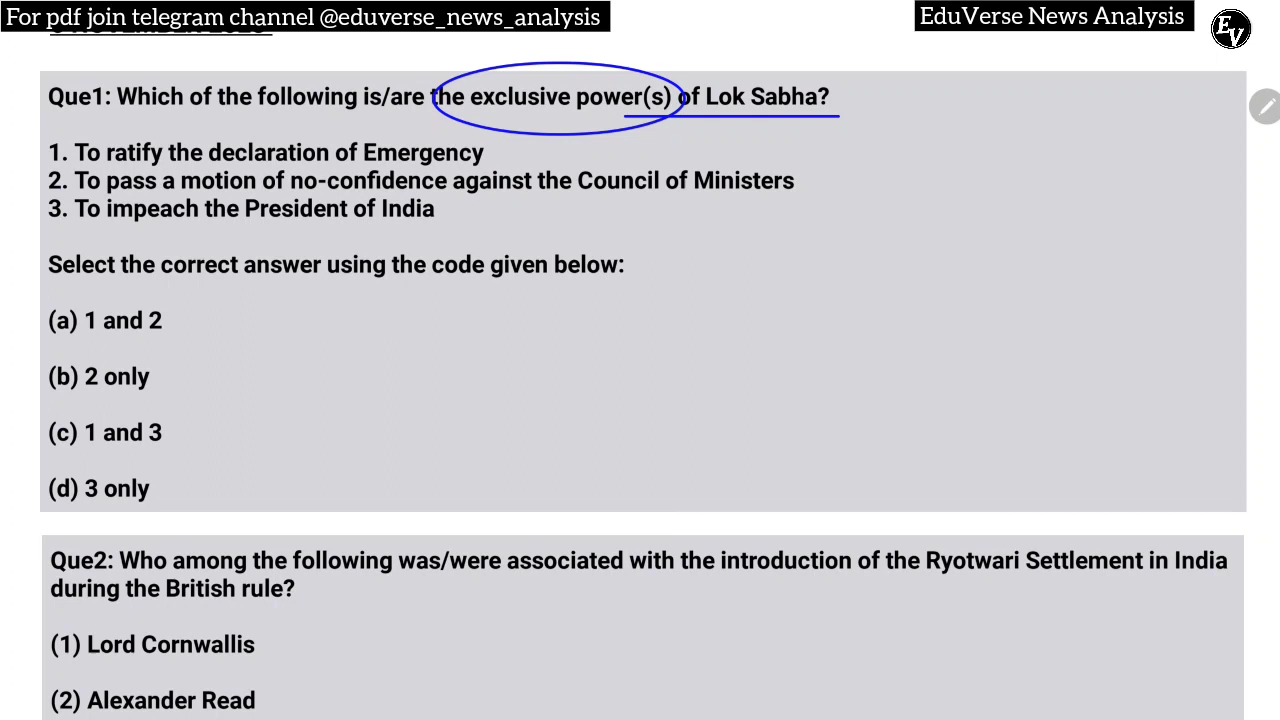 For pdf join telegram channel @eduverse_news_analysis
EduVerse News Analysis
EV
Que1: Which of the following is/are the exclusive power(s) of Lok Sabha?
1. To ratify the declaration of Emergency
2. To pass a motion of no-confidence against the Council of Ministers
3. To impeach the President of India
Select the correct answer using the code given below:
(a) 1 and 2
(b) 2 only
(c) 1 and 3
(d) 3 only
Que2: Who among the following was/were associated with the introduction of the Ryotwari Settlement in India
during the British rule?
(1) Lord Cornwallis
(2) Alexander Read